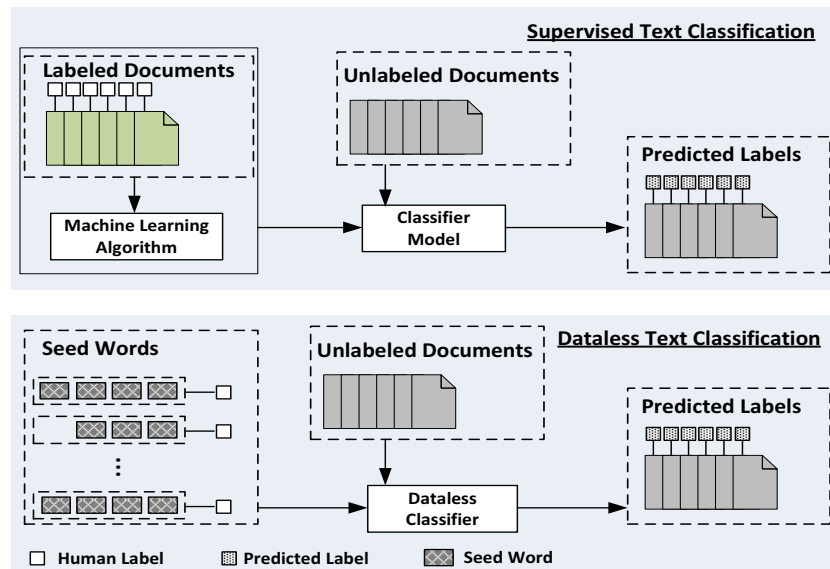 Supervised Text Classification
Labeled Documents
Unlabeled Documents
Predicted Labels
Machine Learning
Algorithm
Classifier
Model
Dataless Text Classification
Seed Words
Unlabeled Documents
Predicted Labels
...
Dataless
Classifier
Human Label
Predicted Label
Seed Word